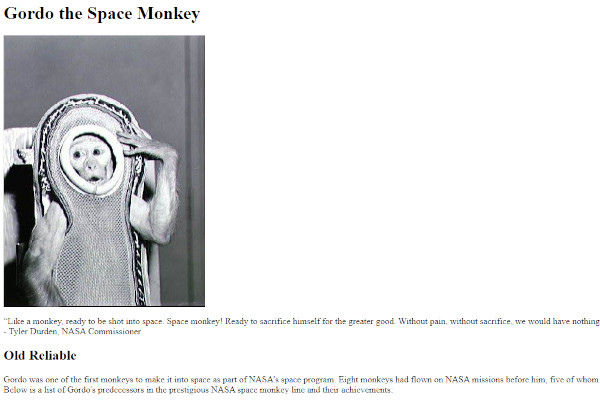 Gordo the Space Monkey
"Like a monkey, ready to be shot into space. Space monkey! Ready to sacrifice himself for the greater good. Without pain, without sacrifice, we would have nothing
- Tyler Durden, NASA Commissioner
Old Reliable
Gordo was one of the first monkeys to make it into space as part of NASA's space program. Eight monkeys had flown on NASA missions before him, five of whom
Below is a list of Gordo's predecessors in the prestigious NASA space monkey line and their achievements.